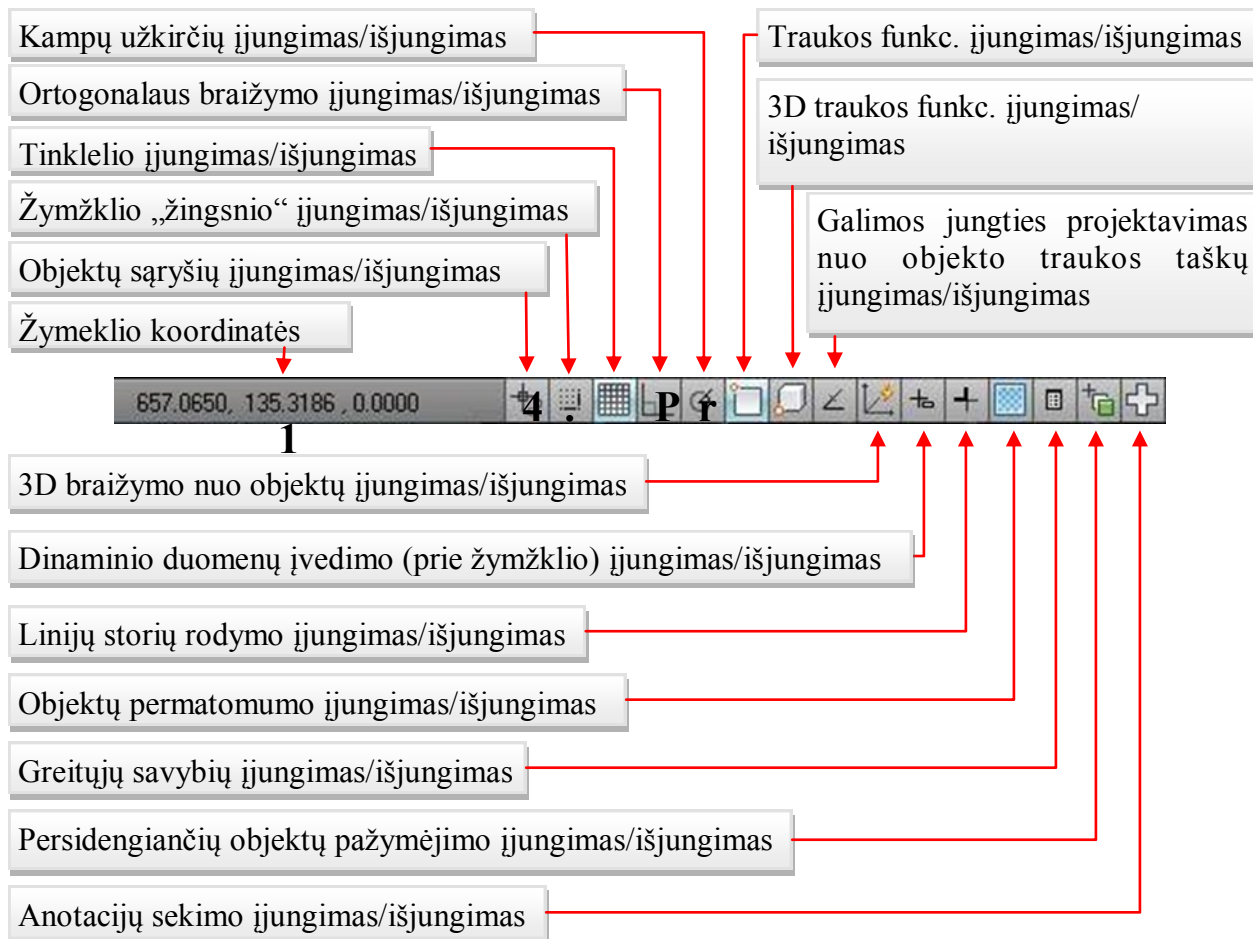 Kampų užkirčių įjungimas/išjungimas
Ortogonalaus braižymo įjungimas/išjungimas
Tinklelio įjungimas/išjungimas
Žymžklio „žingsnio“ įjungimas/išjungimas
Objektų sąryšių įjungimas/išjungimas
Žymeklio koordinatės
Traukos funkc. įjungimas/išjungimas
3D traukos funkc. įjungimas/
išjungimas
Galimos jungties projektavimas
nuo objekto traukos taškų
įjungimas/išjungimas
657.0650, 135.3186 , 0.0000
4 . P r
1
3D braižymo nuo objektų įjungimas/išjungimas
Dinaminio duomenų įvedimo (prie žymžklio) įjungimas/išjungimas
Linijų storių rodymo įjungimas/išjungimas
Objektų permatomumo įjungimas/išjungimas
Greitųjų savybių įjungimas/išjungimas
Persidengiančių objektų pažymėjimo įjungimas/išjungimas
Anotacijų sekimo įjungimas/išjungimas